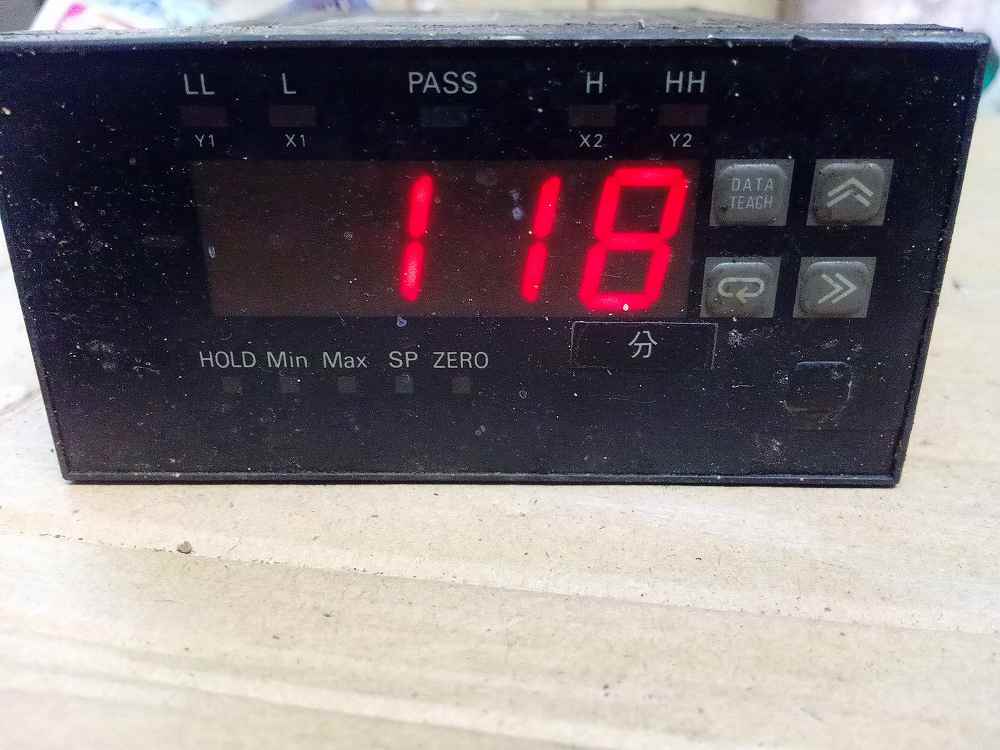 LL L PASS H HH
Y1 X1 X2 Y2
118
DATA
TEACH
分
HOLD Min Max SP ZERO